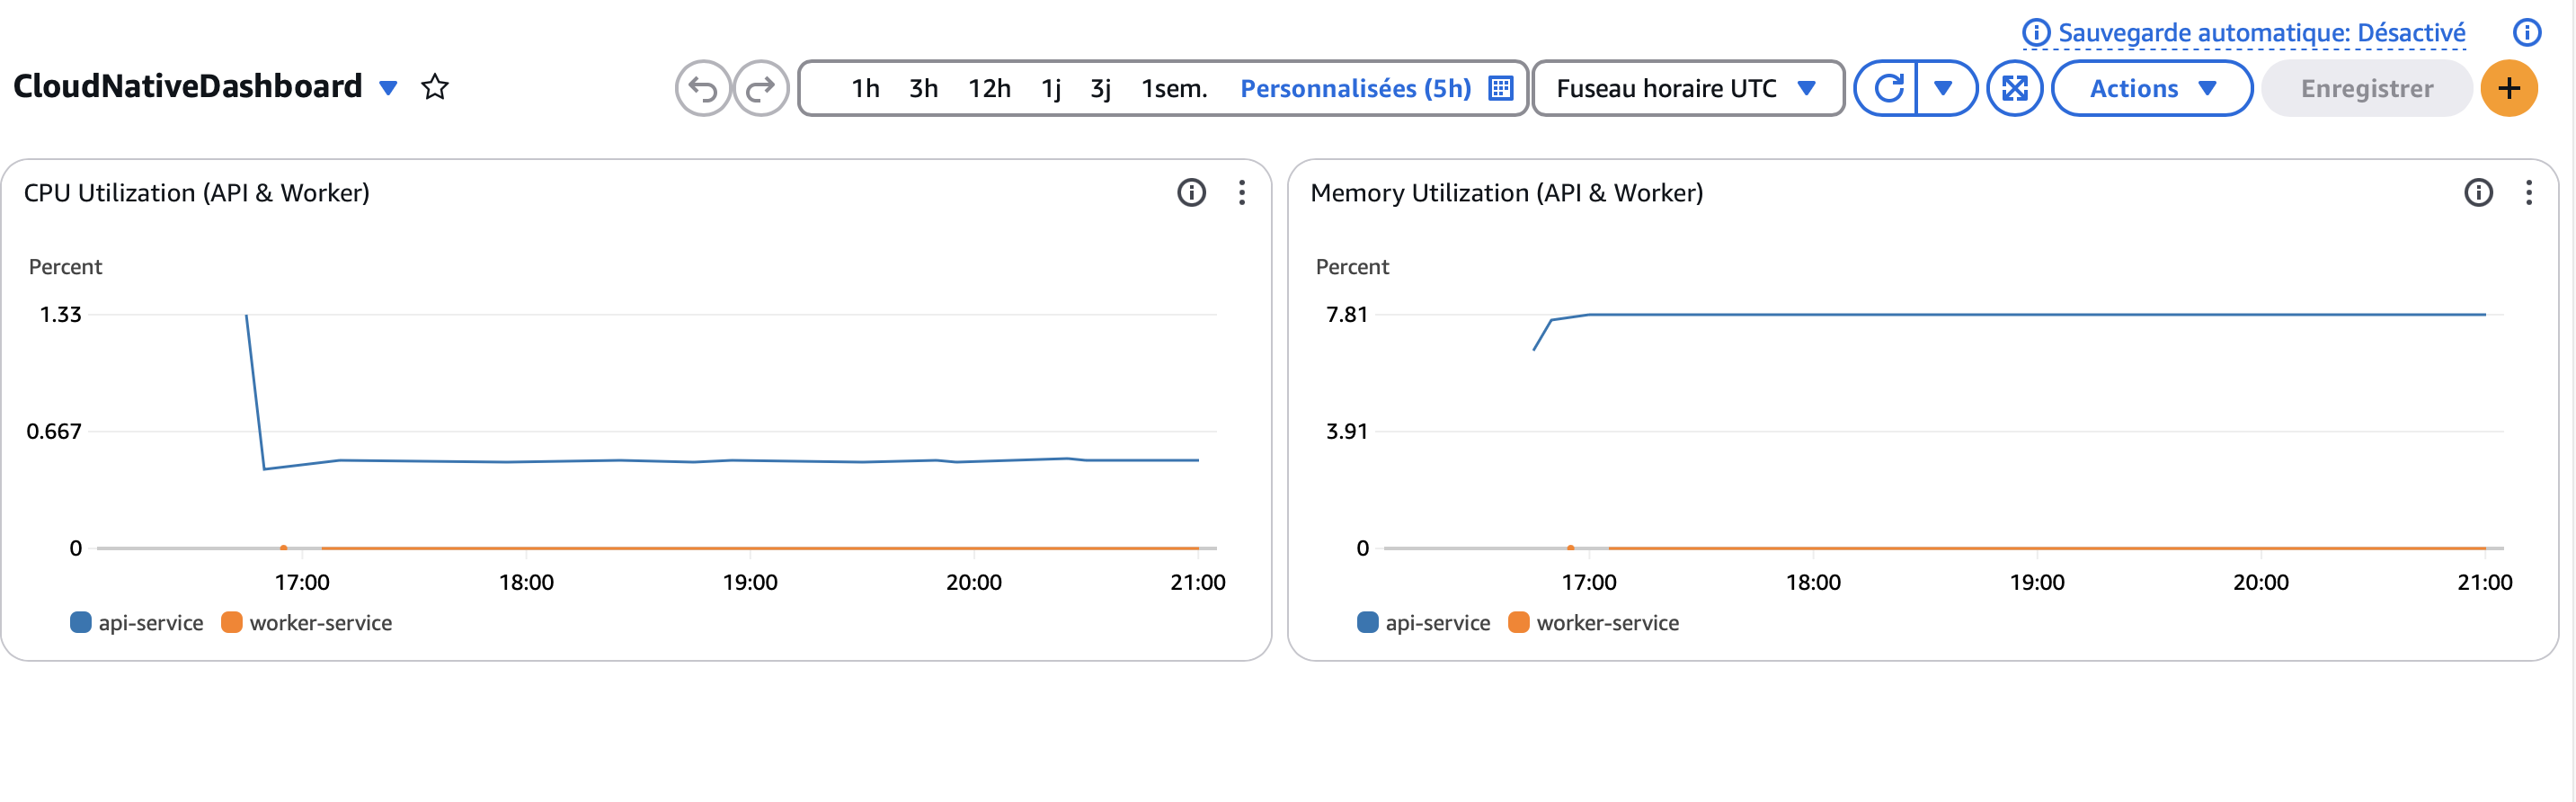 Sauvegarde automatique: Désactivé
CloudNativeDashboard
1h 3h 12h 1j 3j 1sem. Personnalisées (5h) Fuseau horaire UTC Actions Enregistrer
CPU Utilization (API & Worker)
Percent
1.33
0.667
0
17:00 18:00 19:00 20:00 21:00
api-service worker-service
Memory Utilization (API & Worker)
Percent
7.81
3.91
0
17:00 18:00 19:00 20:00 21:00
api-service worker-service